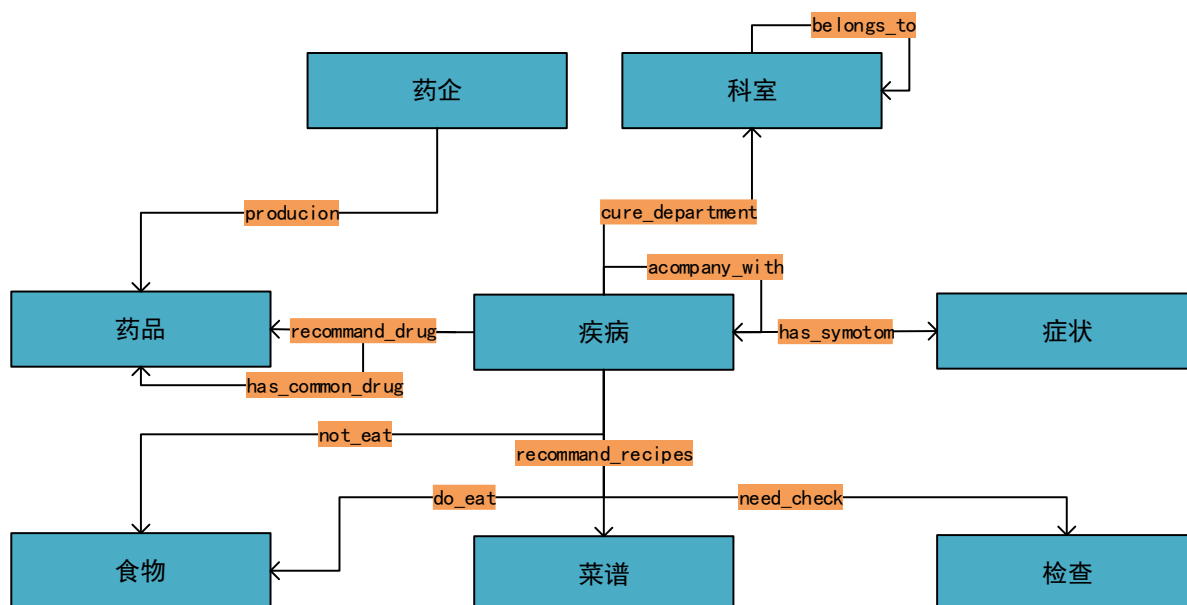 belongs_to
药企
科室
producion
cure_department
acompany_with
药品
recommand_drug
疾病
has_symotom
症状
has_common_drug
not_eat
recommand_recipes
do_eat
need_check
食物
菜谱
检查